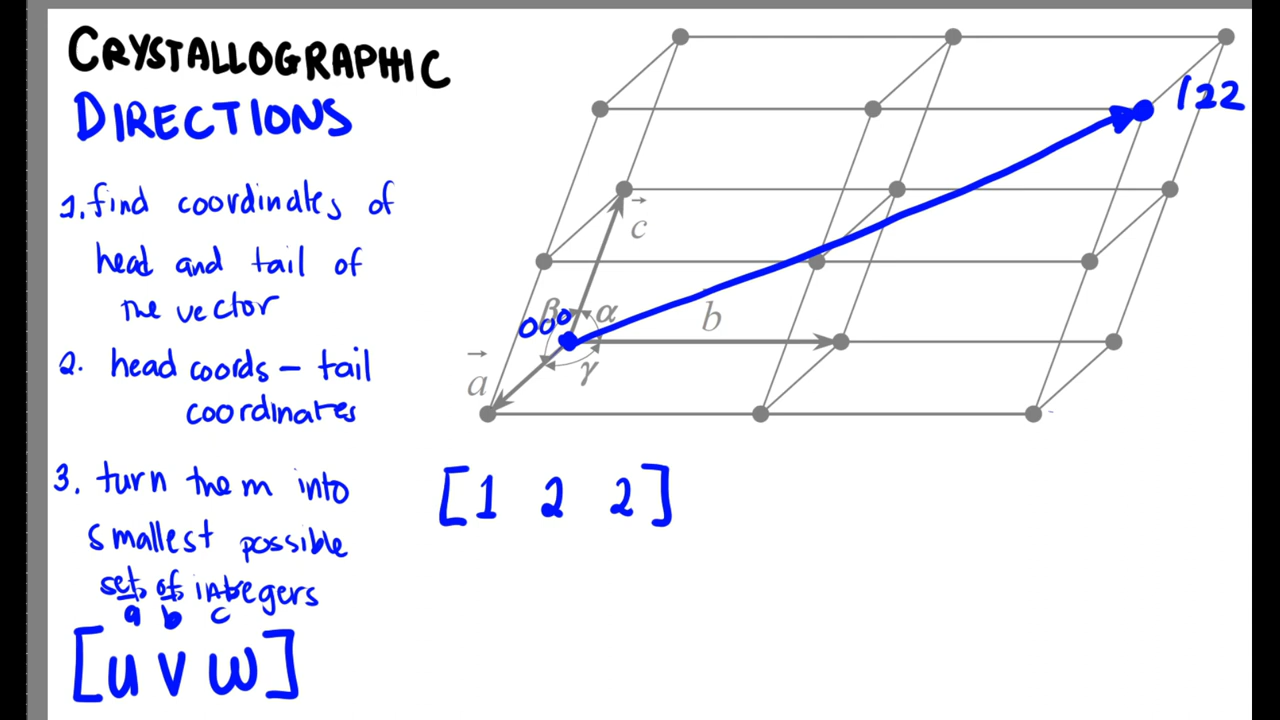 CRYSTALLOGRAPHIC
DIRECTIONS
1. find coordinates of
head and tail of
the vector
2. head coords - tail
coordinates
3. turn them into
smallest possible
set of integers
a b c
[u v w]
122
c
β α
000
b
a
γ
[1 2 2]